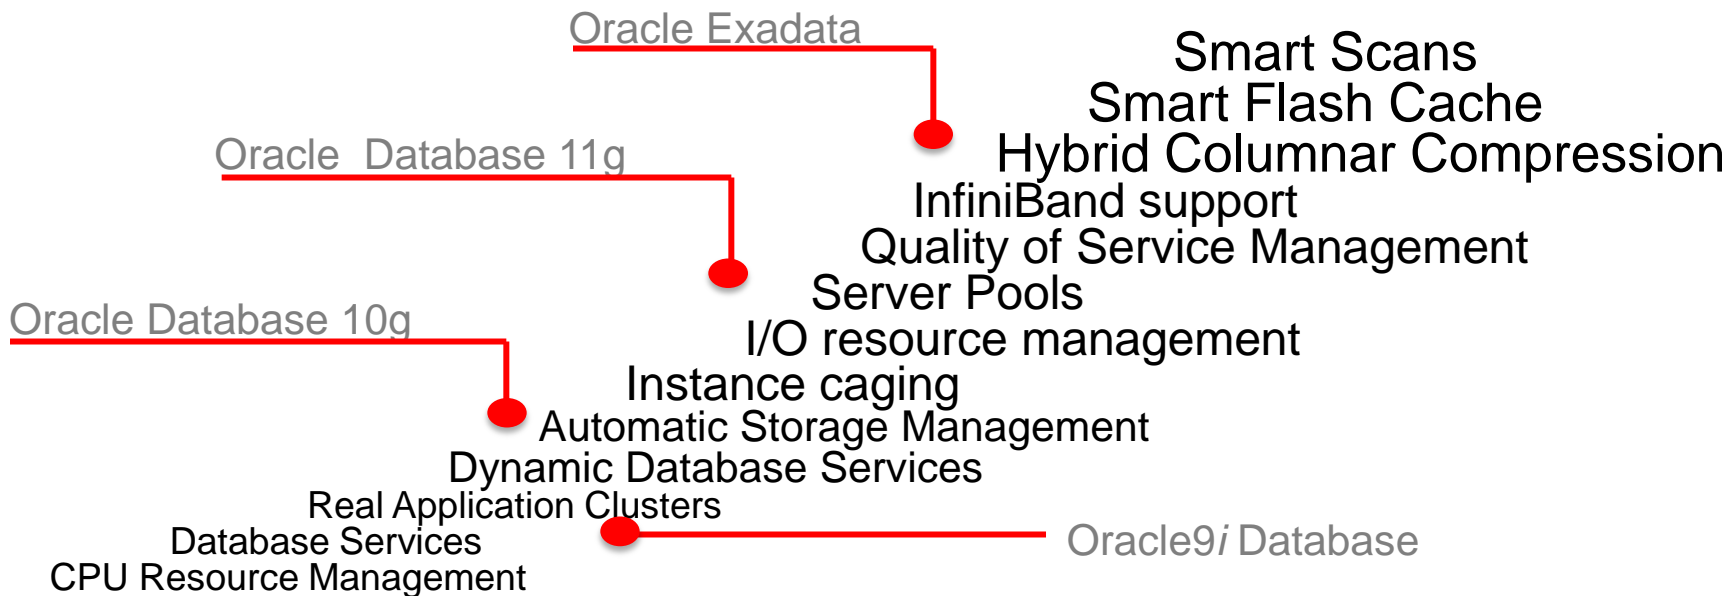 Oracle Exadata
Smart Scans
Smart Flash Cache
Hybrid Columnar Compression
Oracle Database 11g
InfiniBand support
Quality of Service Management
Server Pools
Oracle Database 10g
I/O resource management
Instance caging
Automatic Storage Management
Dynamic Database Services
Real Application Clusters
Database Services
Oracle9i Database
CPU Resource Management